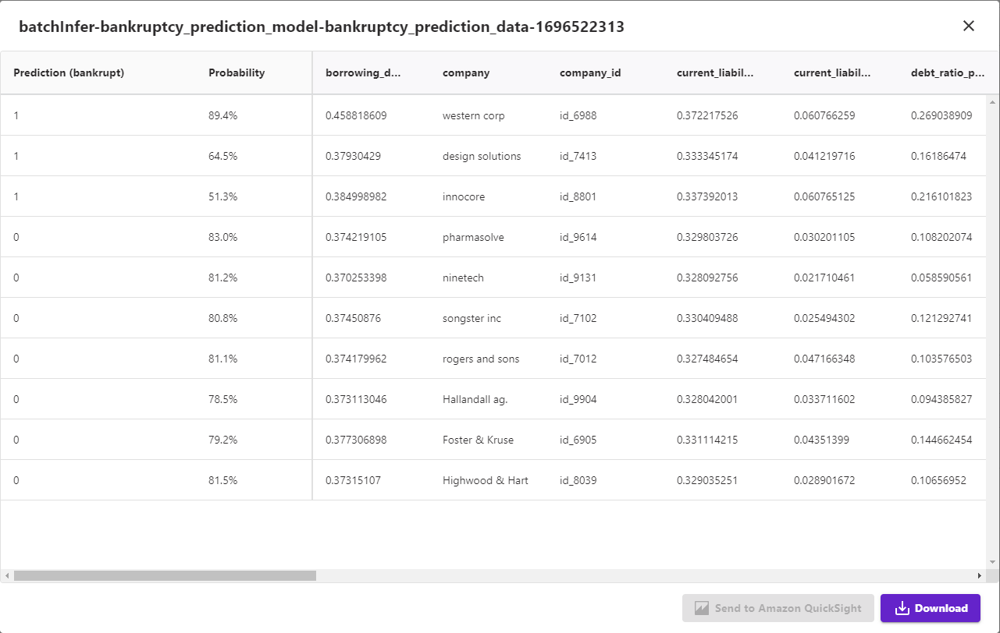 batchInfer-bankruptcy_prediction_model-bankruptcy_prediction_data-1696522313
Prediction (bankrupt) Probability borrowing_d... company company_id current_liabil... current_liabil... debt_ratio_p...
1 89.4% 0.458818609 western corp id_6988 0.372217526 0.060766259 0.269038909
1 64.5% 0.37930429 design solutions id_7413 0.333345174 0.041219716 0.16186474
1 51.3% 0.384998982 innocore id_8801 0.337392013 0.060765125 0.216101823
0 83.0% 0.374219105 pharmasolve id_9614 0.329803726 0.030201105 0.108202074
0 81.2% 0.370253398 ninetech id_9131 0.328092756 0.021710461 0.058590561
0 80.8% 0.37450876 songster inc id_7102 0.330409488 0.025494302 0.121292741
0 81.1% 0.374179962 rogers and sons id_7012 0.327484654 0.047166348 0.103576503
0 78.5% 0.373113046 Hallandall ag. id_9904 0.328042001 0.033711602 0.094385827
0 79.2% 0.377306898 Foster & Kruse id_6905 0.331114215 0.04351399 0.144662454
0 81.5% 0.37315107 Highwood & Hart id_8039 0.329035251 0.028901672 0.10656952
Send to Amazon QuickSight Download